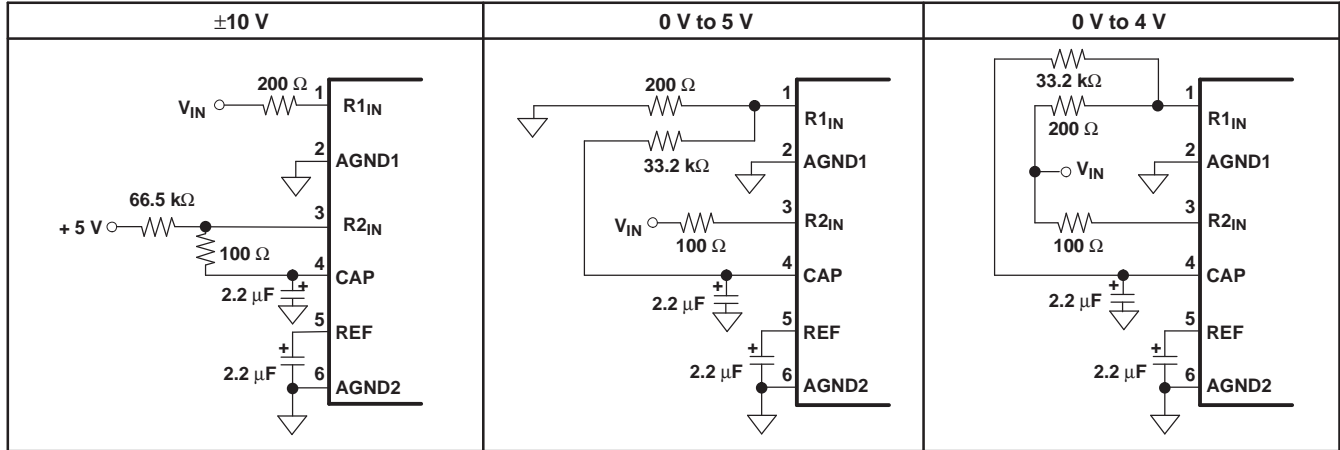 ±10 V
200 Ω
V_IN
1
R1_IN
2
AGND1
66.5 kΩ
+ 5 V
3
R2_IN
100 Ω
4
CAP
+
2.2 μF
5
REF
+
2.2 μF
6
AGND2
0 V to 5 V
200 Ω
1
R1_IN
33.2 kΩ
2
AGND1
3
R2_IN
V_IN
100 Ω
4
CAP
+
2.2 μF
5
REF
+
2.2 μF
6
AGND2
0 V to 4 V
33.2 kΩ
1
R1_IN
200 Ω
2
AGND1
V_IN
3
R2_IN
100 Ω
4
CAP
+
2.2 μF
5
REF
+
2.2 μF
6
AGND2